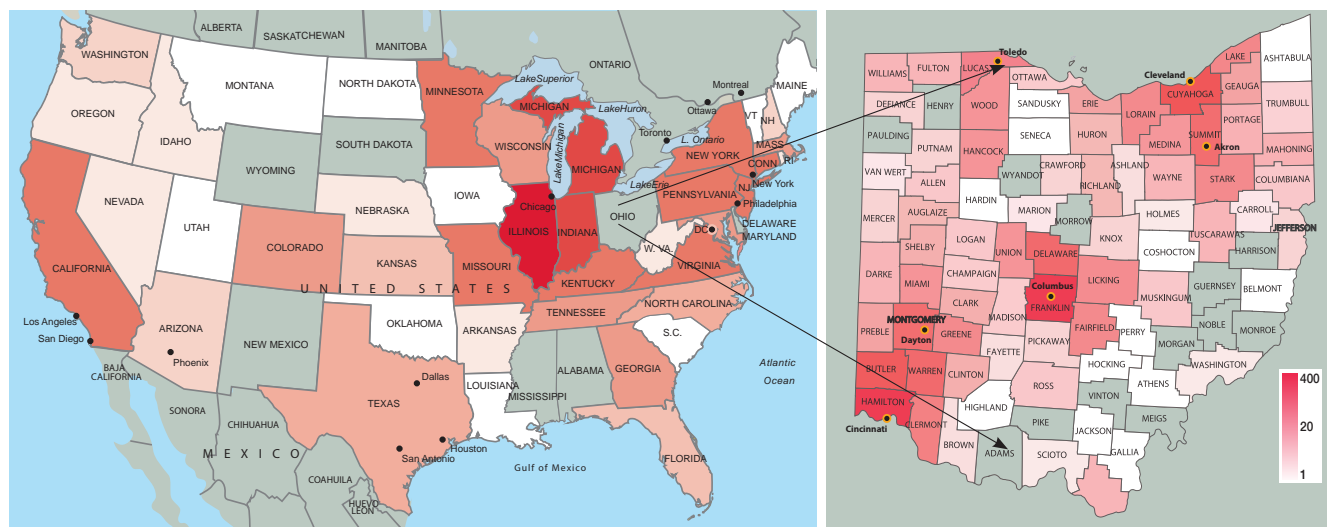 ALBERTA
SASKATCHEWAN
MANITOBA
ONTARIO
WASHINGTON
MONTANA
NORTH DAKOTA
MINNESOTA
LakeSuperior
MICHIGAN
LakeHuron
Montreal
Ottawa
MAINE
OREGON
IDAHO
SOUTH DAKOTA
WISCONSIN
LakeMichigan
MICHIGAN
Toronto
L. Ontario
VT
NH
MASS
NEW YORK
CONN
RI
WYOMING
IOWA
Chicago
LakeErie
PENNSYLVANIA
New York
NJ
Philadelphia
NEVADA
UTAH
NEBRASKA
ILLINOIS
INDIANA
OHIO
DC
DELAWARE
MARYLAND
W. VA
CALIFORNIA
COLORADO
KANSAS
MISSOURI
KENTUCKY
VIRGINIA
UNITED STATES
NORTH CAROLINA
TENNESSEE
Los Angeles
San Diego
ARIZONA
Phoenix
NEW MEXICO
OKLAHOMA
ARKANSAS
S.C.
BAJA
CALIFORNIA
Dallas
TEXAS
LOUISIANA
MISSISSIPPI
ALABAMA
GEORGIA
Atlantic
Ocean
SONORA
CHIHUAHUA
MEXICO
San Antonio
Houston
Gulf of Mexico
FLORIDA
COAHUILA
HUEVO
LEON
Toledo
WILLIAMS
FULTON
LUCAS
OTTAWA
Cleveland
LAKE
ASHTABULA
GEAUGA
CUYAHOGA
DEFIANCE
HENRY
WOOD
SANDUSKY
ERIE
LORAIN
TRUMBULL
PORTAGE
SUMMIT
Akron
PAULDING
PUTNAM
HANCOCK
SENECA
HURON
MEDINA
MAHONING
VAN WERT
ALLEN
WYANDOT
CRAWFORD
RICHLAND
ASHLAND
WAYNE
STARK
COLUMBIANA
MERCER
AUGLAIZE
HARDIN
MARION
MORROW
HOLMES
CARROLL
JEFFERSON
TUSCARAWAS
HARRISON
SHELBY
LOGAN
UNION
DELAWARE
KNOX
COSHOCTON
DARKE
MIAMI
CHAMPAIGN
Columbus
FRANKLIN
LICKING
MUSKINGUM
GUERNSEY
BELMONT
CLARK
MADISON
MONTGOMERY
Dayton
PREBLE
GREENE
FAYETTE
PICKAWAY
FAIRFIELD
PERRY
MORGAN
NOBLE
MONROE
WASHINGTON
BUTLER
WARREN
CLINTON
ROSS
HOCKING
ATHENS
VINTON
MEIGS
HAMILTON
Cincinnati
CLERMONT
HIGHLAND
PIKE
JACKSON
GALLIA
BROWN
ADAMS
SCIOTO
400
20
1